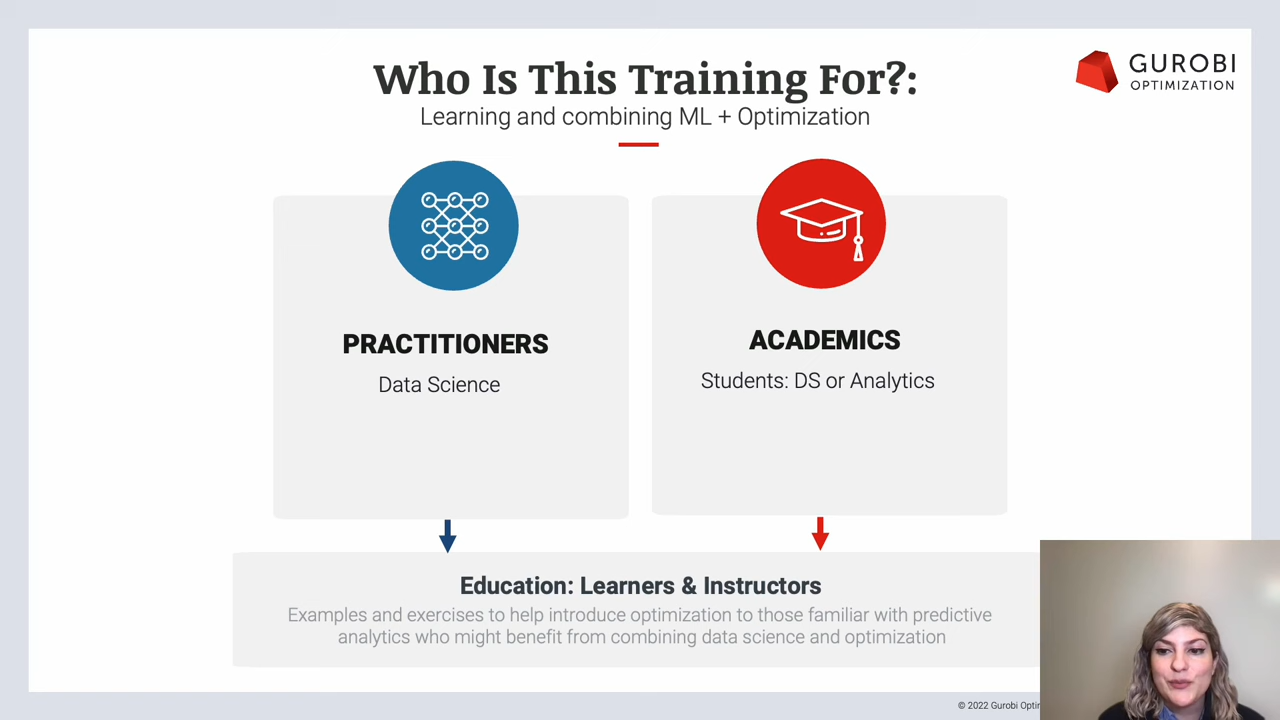 Who Is This Training For?:
Learning and combining ML + Optimization
GUROBI
OPTIMIZATION
PRACTITIONERS
Data Science
ACADEMICS
Students: DS or Analytics
Education: Learners & Instructors
Examples and exercises to help introduce optimization to those familiar with predictive
analytics who might benefit from combining data science and optimization
© 2022 Gurobi